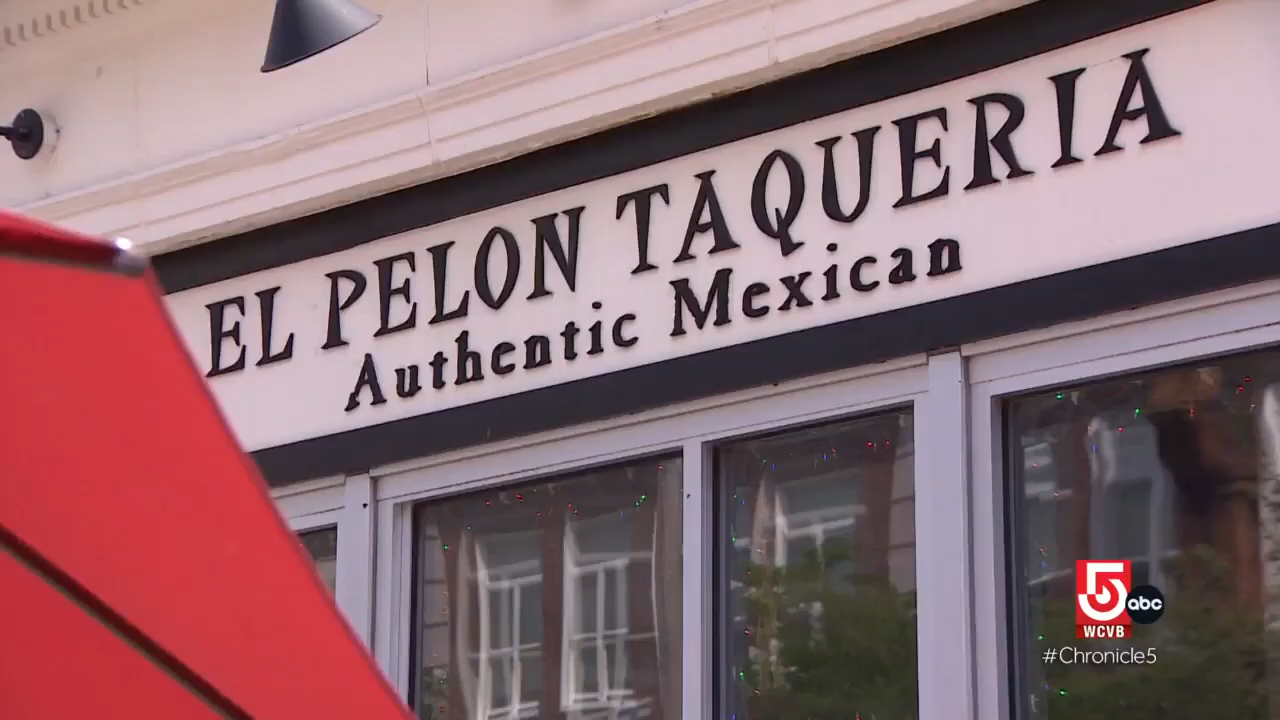 EL PELON TAQUERIA
Authentic Mexican
5 abc
WCVB
#Chronicle5